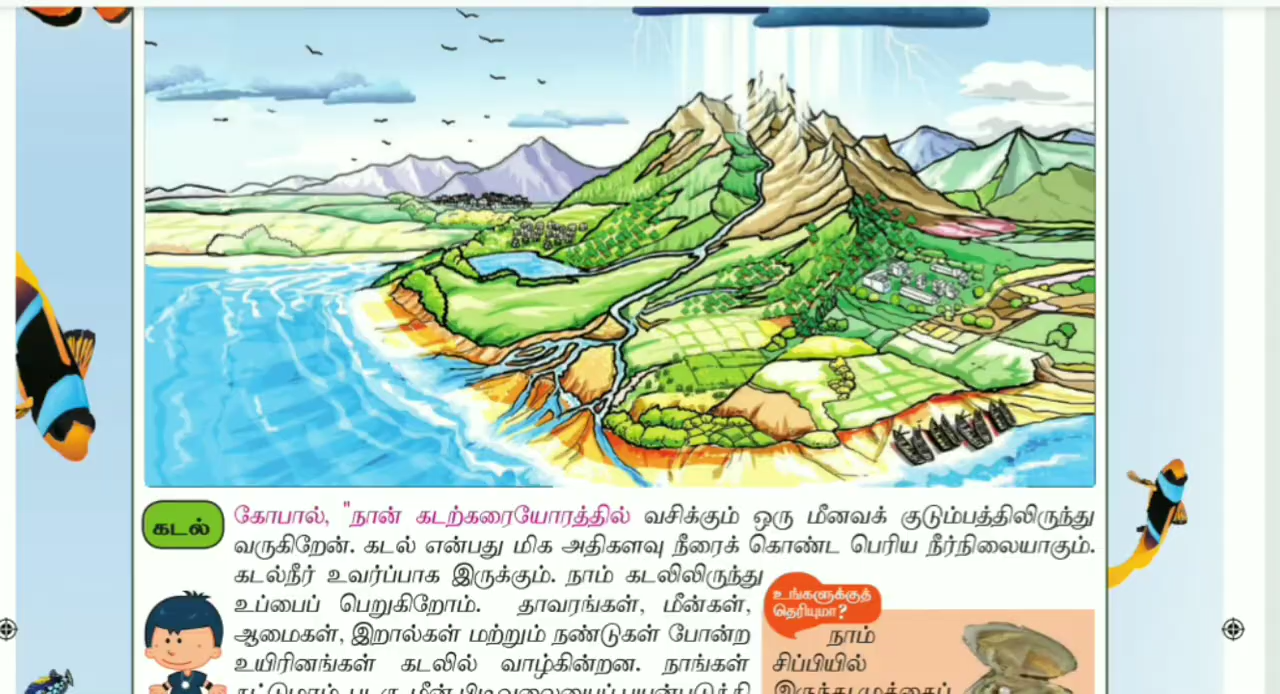 கடல்
கோபால், "நான் கடற்கரையோரத்தில் வசிக்கும் ஒரு மீனவக் குடும்பத்திலிருந்து
வருகிறேன். கடல் என்பது மிக அதிகளவு நீரைக் கொண்ட பெரிய நீர்நிலையாகும்.
கடல்நீர் உவர்ப்பாக இருக்கும். நாம் கடலிலிருந்து
உப்பைப் பெறுகிறோம். தாவரங்கள், மீன்கள்,
ஆமைகள், இறால்கள் மற்றும் நண்டுகள் போன்ற
உயிரினங்கள் கடலில் வாழ்கின்றன. நாங்கள்
உங்களுக்குத்
தெரியுமா?
நாம்
சிப்பியில்